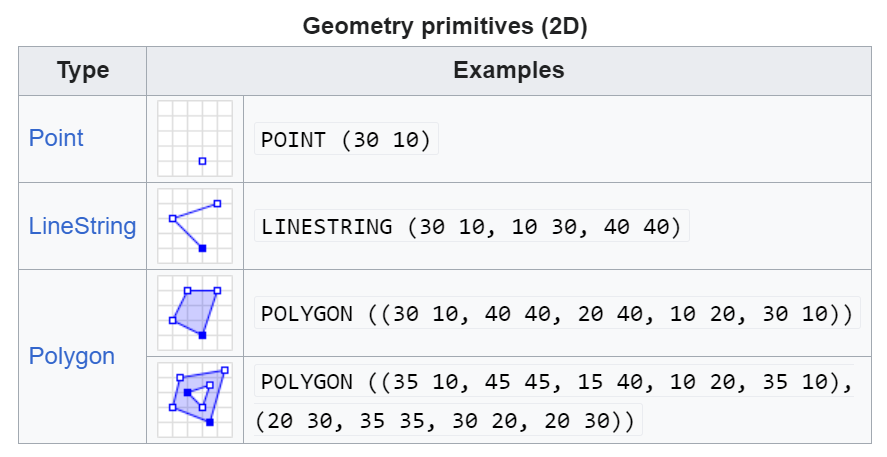 Geometry primitives (2D)
Type Examples
Point POINT (30 10)
LineString LINESTRING (30 10, 10 30, 40 40)
Polygon
POLYGON ((30 10, 40 40, 20 40, 10 20, 30 10))
POLYGON ((35 10, 45 45, 15 40, 10 20, 35 10),
(20 30, 35 35, 30 20, 20 30))